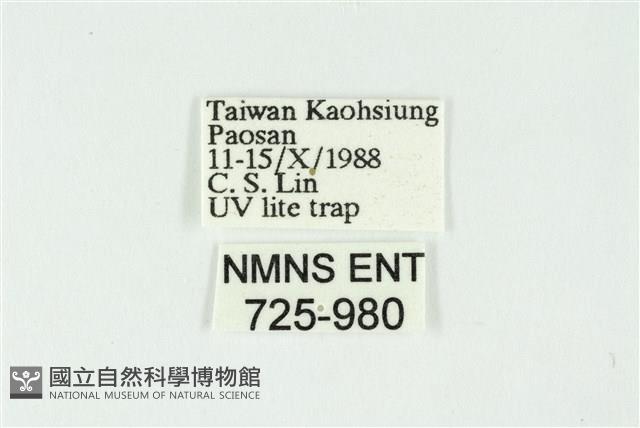 Taiwan Kaohsiung
Paosan
11-15/X/1988
C. S. Lin
UV lite trap
NMNS ENT
725-980
國立自然科學博物館
NATIONAL MUSEUM OF NATURAL SCIENCE